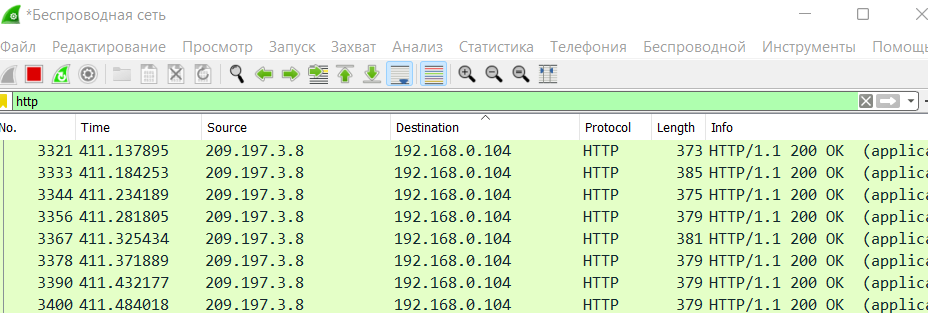 *Беспроводная сеть
Файл Редактирование Просмотр Запуск Захват Анализ Статистика Телефония Беспроводной Инструменты Помощь
http
No. Time Source Destination Protocol Length Info
3321 411.137895 209.197.3.8 192.168.0.104 HTTP 373 HTTP/1.1 200 OK (applica
3333 411.184253 209.197.3.8 192.168.0.104 HTTP 385 HTTP/1.1 200 OK (applica
3344 411.234189 209.197.3.8 192.168.0.104 HTTP 375 HTTP/1.1 200 OK (applica
3356 411.281805 209.197.3.8 192.168.0.104 HTTP 379 HTTP/1.1 200 OK (applica
3367 411.325434 209.197.3.8 192.168.0.104 HTTP 381 HTTP/1.1 200 OK (applica
3378 411.371889 209.197.3.8 192.168.0.104 HTTP 379 HTTP/1.1 200 OK (applica
3390 411.432177 209.197.3.8 192.168.0.104 HTTP 379 HTTP/1.1 200 OK (applica
3400 411.484018 209.197.3.8 192.168.0.104 HTTP 379 HTTP/1.1 200 OK (applica